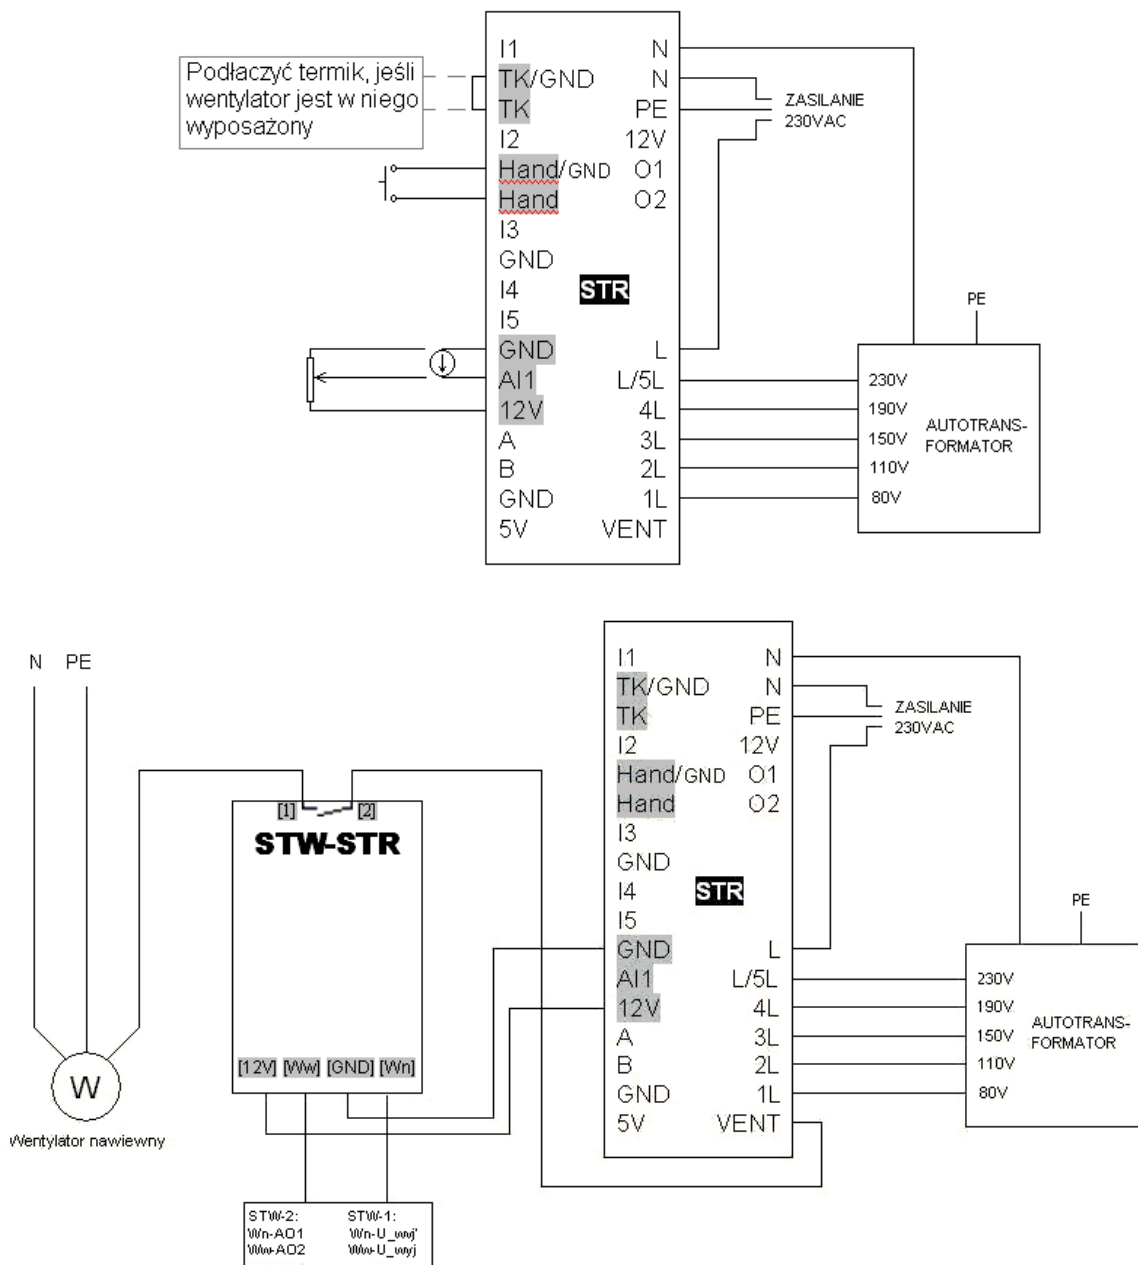 Podłaczyć termik, jeśli
wentylator jest w niego
wyposażony
I1 N
TK/GND N
TK PE
I2 12V
Hand/GND O1
Hand O2
I3
GND
I4 STR
I5
GND L
AI1 L/5L
12V 4L
A 3L
B 2L
GND 1L
5V VENT
ZASILANIE
230VAC
PE
230V
190V
150V
110V
80V
AUTOTRANS-
FORMATOR
N PE
[1] [2]
STW-STR
[12V] [Ww] [GND] [Wn]
W
Wentylator nawiewny
STW-2:
Wn-AO1
Ww-AO2
STW-1:
Wn-U_wyj'
Ww-U_wyj
I1 N
TK/GND N
TK PE
I2 12V
Hand/GND O1
Hand O2
I3
GND
I4 STR
I5
GND L
AI1 L/5L
12V 4L
A 3L
B 2L
GND 1L
5V VENT
ZASILANIE
230VAC
PE
230V
190V
150V
110V
80V
AUTOTRANS-
FORMATOR